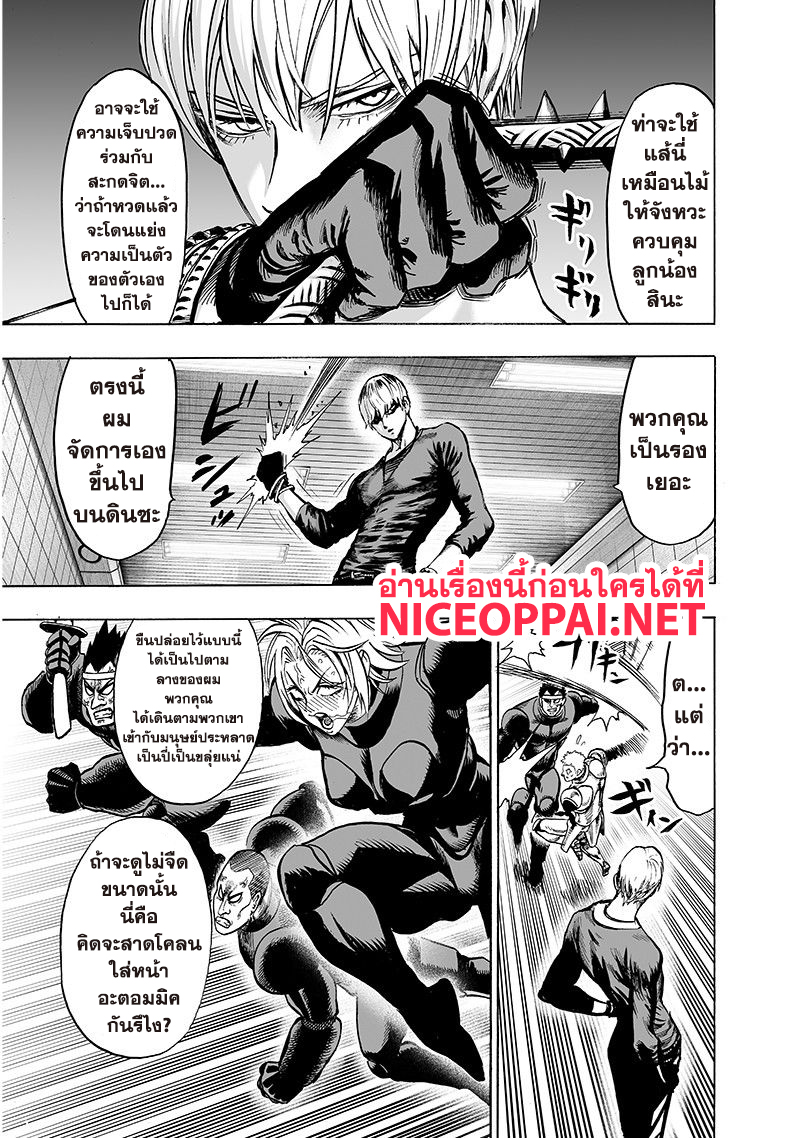 ท่าจะใช้
แส้นี่
เหมือนไม้
ให้จังหวะ
ควบคุม
ลูกน้อง
สินะ
อาจจะใช้
ความเจ็บปวด
ร่วมกับ
สะกดจิต...
ว่าถ้าหวดแล้ว
จะโดนแย่ง
ความเป็นตัว
ของตัวเอง
ไปก็ได้
ギリギリ
พวกคุณ
เป็นรอง
เยอะ
ตรงนี้
ผม
จัดการเอง
ขึ้นไป
บนดินซะ
ビシュッ
อ่านเรื่องนี้ก่อนใครได้ที่
NICEOPPAI.NET
ต...
แต่
ว่า...
ギキン
ギィン
ขืนปล่อยไว้แบบนี้
ได้เป็นไปตาม
ลางของผม
พวกคุณ
ได้เดินตามพวกเขา
เข้ากับมนุษย์ประหลาด
เป็นปี่เป็นขลุ่ยแน่
ถ้าจะดูไม่จืด
ขนาดนั้น
นี่คือ
คิดจะสาดโคลน
ใส่หน้า
อะตอมมิค
กันรึไง?